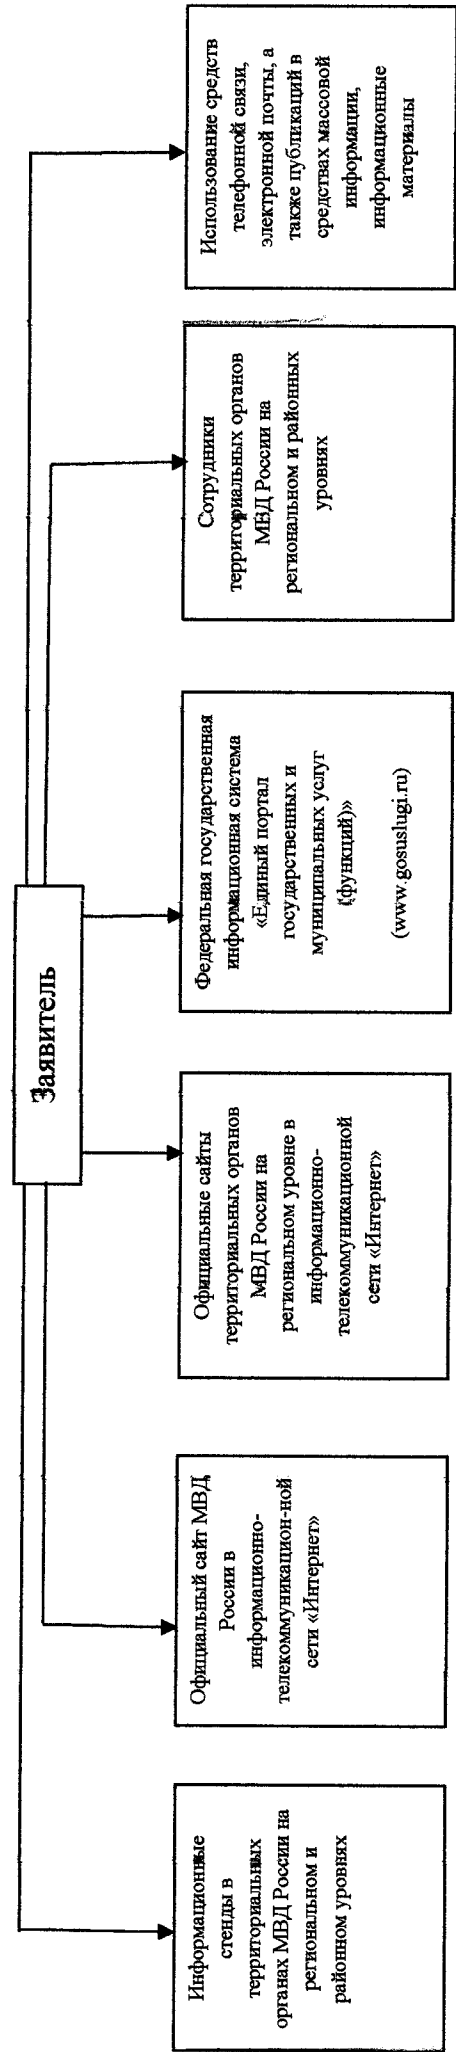 Заявитель
Информационные
стенды в
территориальных
органах МВД России на
региональном и
районном уровнях
Официальный сайт МВД
России в
информационно-
телекоммуникацион-ной
сети «Интернет»
Официальные сайты
территориальных органов
МВД России на
региональном уровне в
информационно-
телекоммуникационной
сети «Интернет»
Федеральная государственная
информационная система
«Единый портал
государственных и
муниципальных услуг
(функций)»
(www.gosuslugi.ru)
Сотрудники
территориальных органов
МВД России на
региональном и районных
уровнях
Использование средств
телефонной связи,
электронной почты, а
также публикаций в
средствах массовой
информации,
информационные
материалы